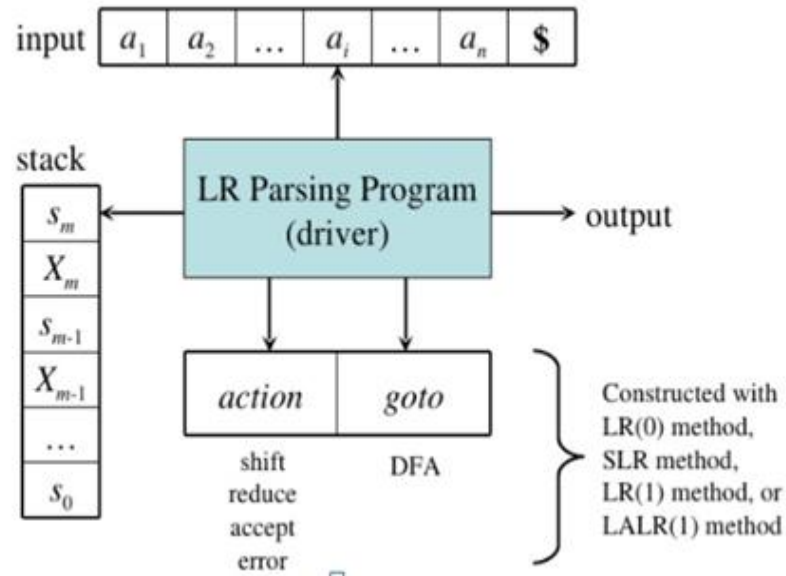 input a₁ a₂ … aᵢ … aₙ $
stack
LR Parsing Program
(driver)
output
sₘ
Xₘ
sₘ₋₁
Xₘ₋₁
…
s₀
action goto
shift
reduce
accept
error
DFA
Constructed with
LR(0) method,
SLR method,
LR(1) method, or
LALR(1) method